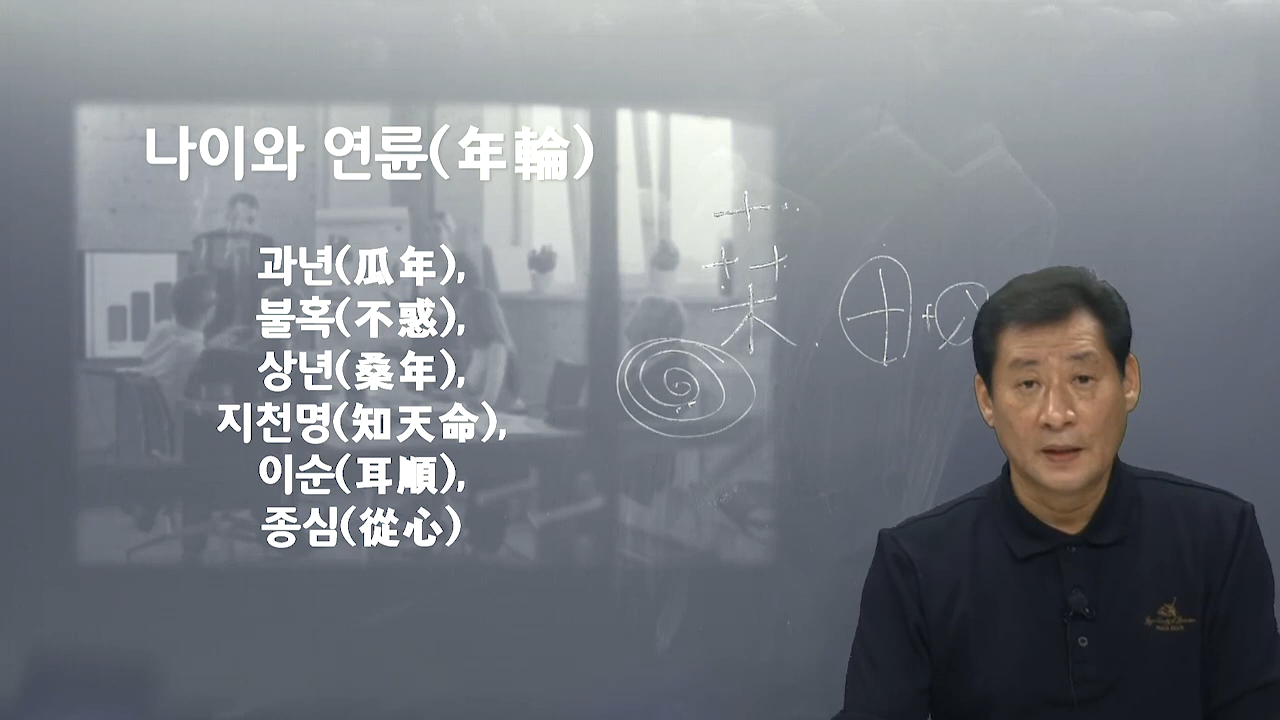 나이와 연륜(年輪)
과년(瓜年),
불혹(不惑),
상년(桑年),
지천명(知天命),
이순(耳順),
종심(從心)